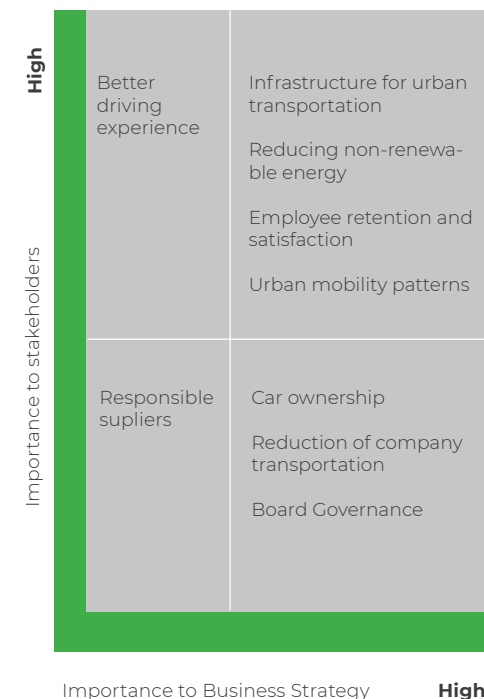 High
Importance to stakeholders
Better
driving
experience
Infrastructure for urban
transportation
Reducing non-renewa-
ble energy
Employee retention and
satisfaction
Urban mobility patterns
Responsible
supliers
Car ownership
Reduction of company
transportation
Board Governance
Importance to Business Strategy
High